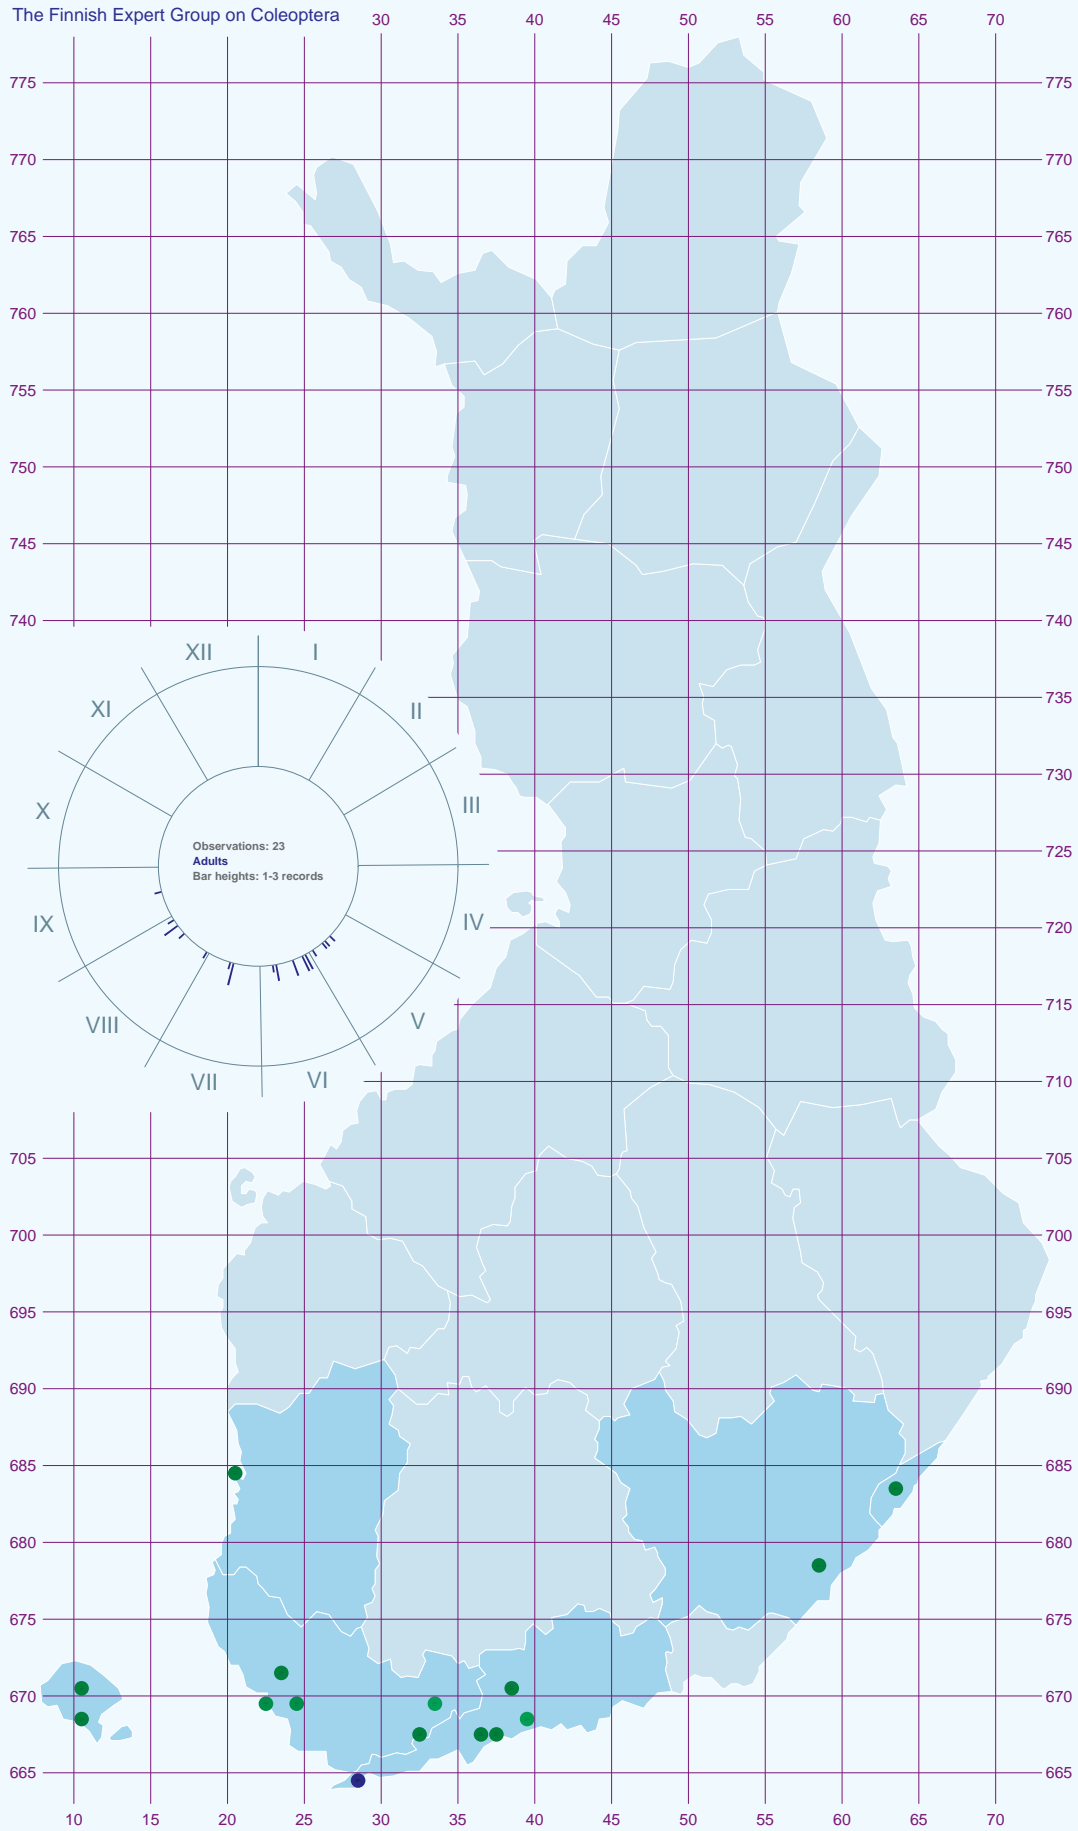 The Finnish Expert Group on Coleoptera 30 35 40 45 50 55 60 65 70
775 775
770 770
765 765
760 760
755 755
750 750
745 745
740 740
XII I
XI II
735
X III
730
Observations: 23
Adults
Bar heights: 1-3 records
725
IX IV
720
715
VIII V
VII VI
710
705 705
700 700
695 695
690 690
685 685
680 680
675 675
670 670
665 665
10 15 20 25 30 35 40 45 50 55 60 65 70